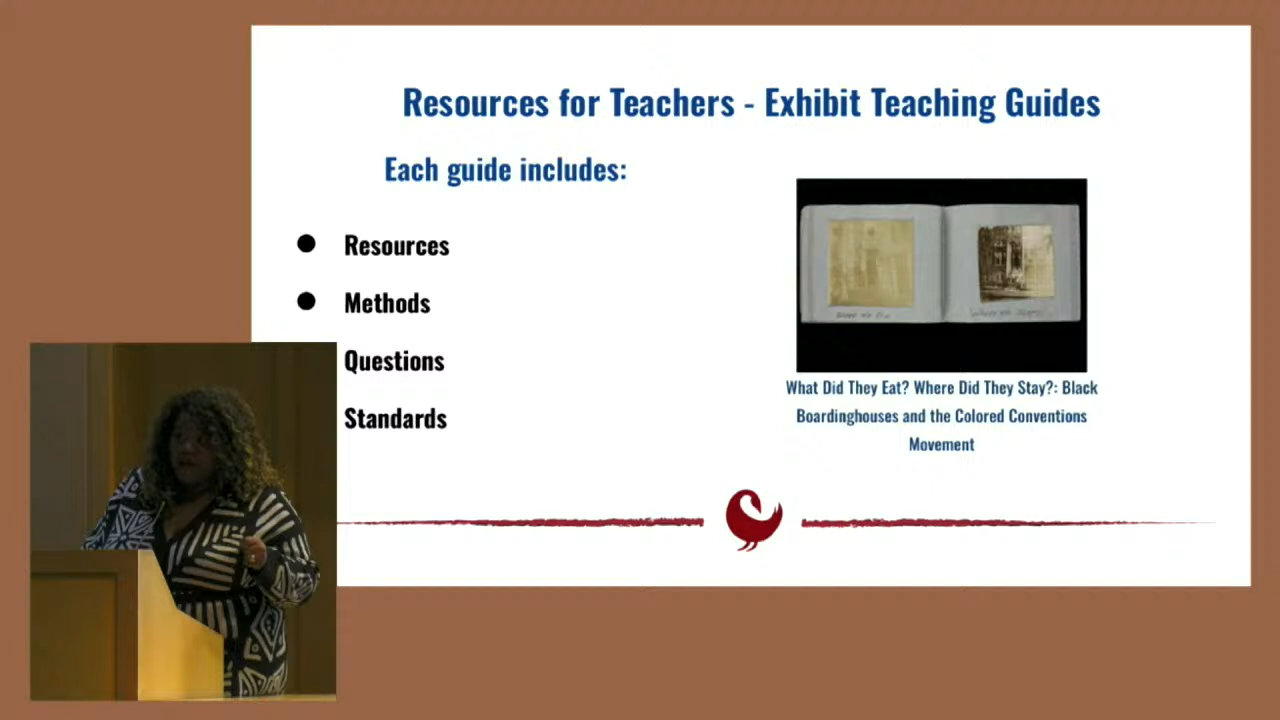 Resources for Teachers - Exhibit Teaching Guides
Each guide includes:
● Resources
● Methods
Questions
Standards
What Did They Eat? Where Did They Stay?: Black
Boardinghouses and the Colored Conventions
Movement